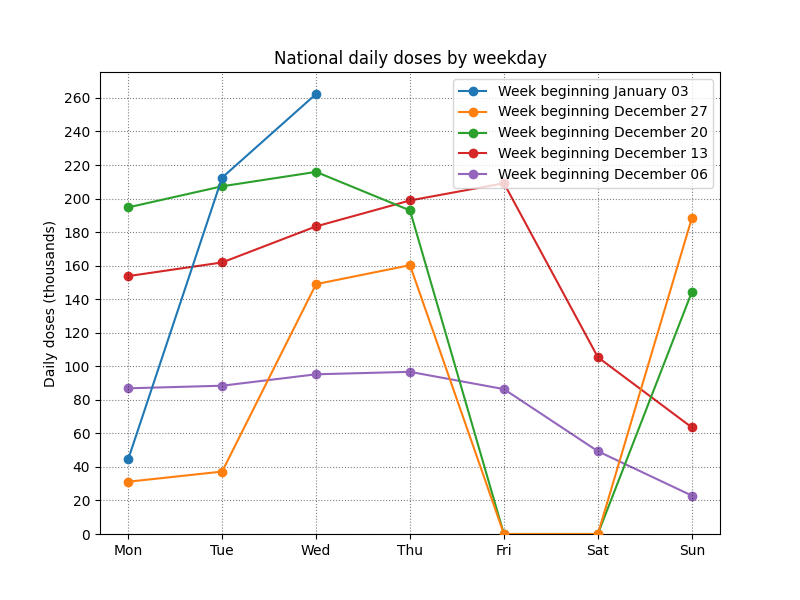 National daily doses by weekday
Week beginning January 03
Week beginning December 27
Week beginning December 20
Week beginning December 13
Week beginning December 06
Daily doses (thousands)
260
240
220
200
180
160
140
120
100
80
60
40
20
0
Mon Tue Wed Thu Fri Sat Sun